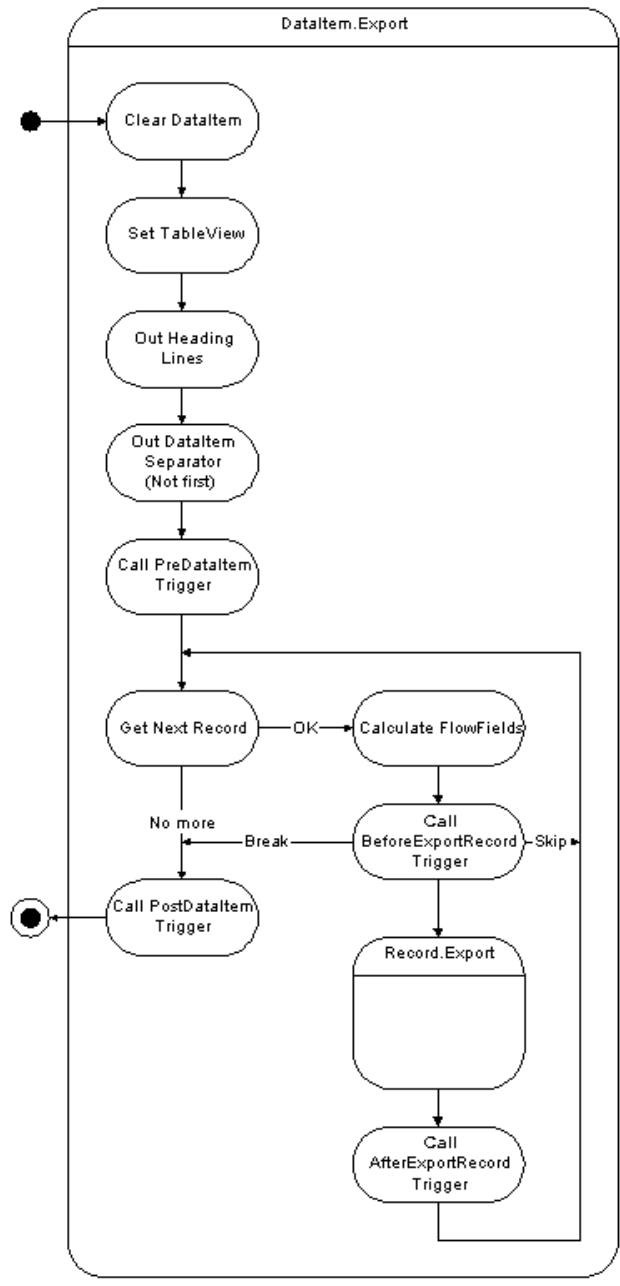 DataItem.Export
Clear DataItem
Set TableView
Out Heading
Lines
Out DataItem
Separator
(Not first)
Call PreDataItem
Trigger
Get Next Record
OK
Calculate FlowFields
No more
Break
Call
BeforeExportRecord
Trigger
Skip
Call PostDataItem
Trigger
Record.Export
Call
AfterExportRecord
Trigger